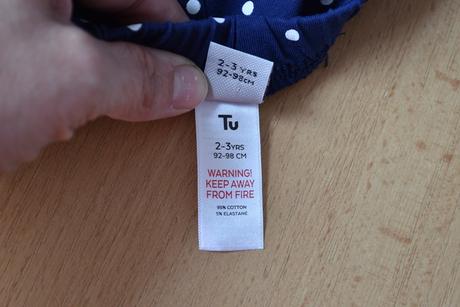 2-3 YRS
92-98CM
Tu
2-3YRS
92-98 CM
WARNING!
KEEP AWAY
FROM FIRE
95% COTTON
5% ELASTANE